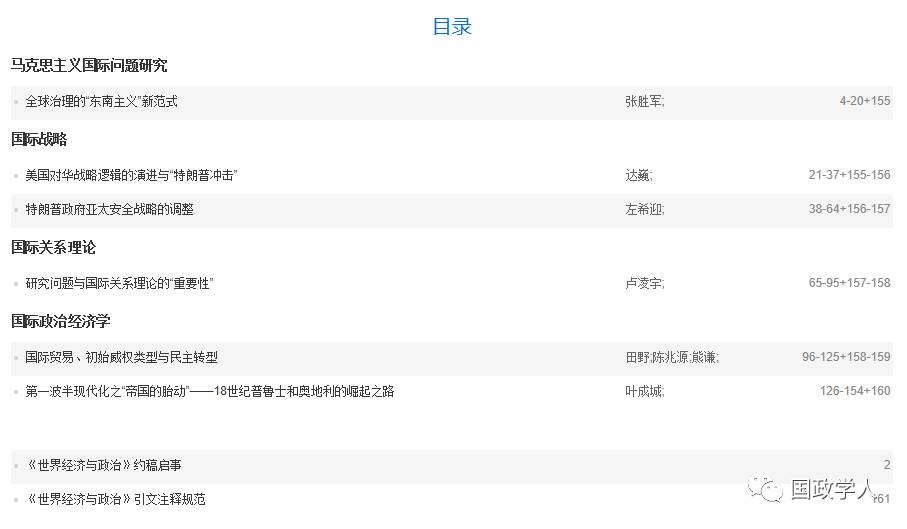 目录
马克思主义国际问题研究
全球治理的“东南主义”新范式 张胜军; 4-20+155
国际战略
美国对华战略逻辑的演进与“特朗普冲击” 达巍; 21-37+155-156
特朗普政府亚太安全战略的调整 左希迎; 38-64+156-157
国际关系理论
研究问题与国际关系理论的“重要性” 卢凌宇; 65-95+157-158
国际政治经济学
国际贸易、初始威权类型与民主转型 田野;陈兆源;熊谦; 96-125+158-159
第一波半现代化之“帝国的胎动”——18世纪普鲁士和奥地利的崛起之路 叶成城; 126-154+160
《世界经济与政治》约稿启事 2
《世界经济与政治》引文注释规范 161
国政学人